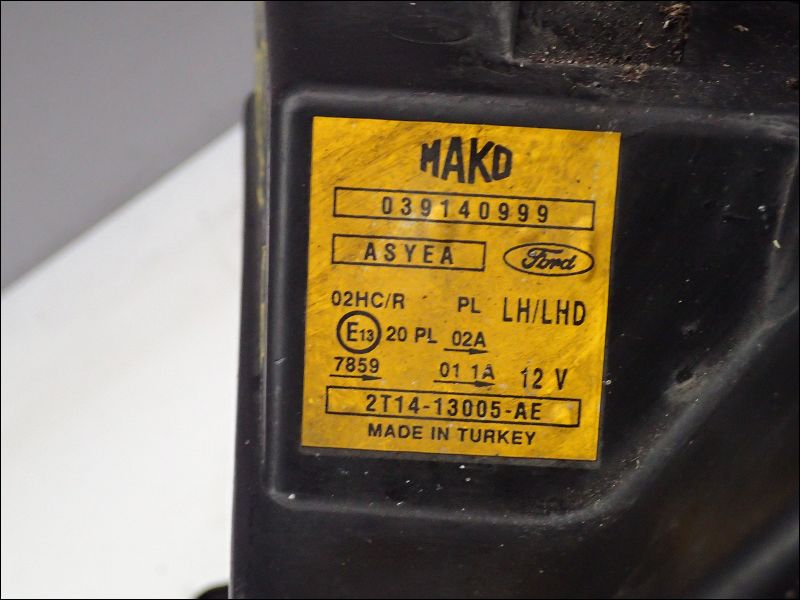 MAKO
039140999
ASYEA Ford
02HC/R PL LH/LHD
E13 20 PL 02A
7859 01 1A 12 V
2T14-13005-AE
MADE IN TURKEY